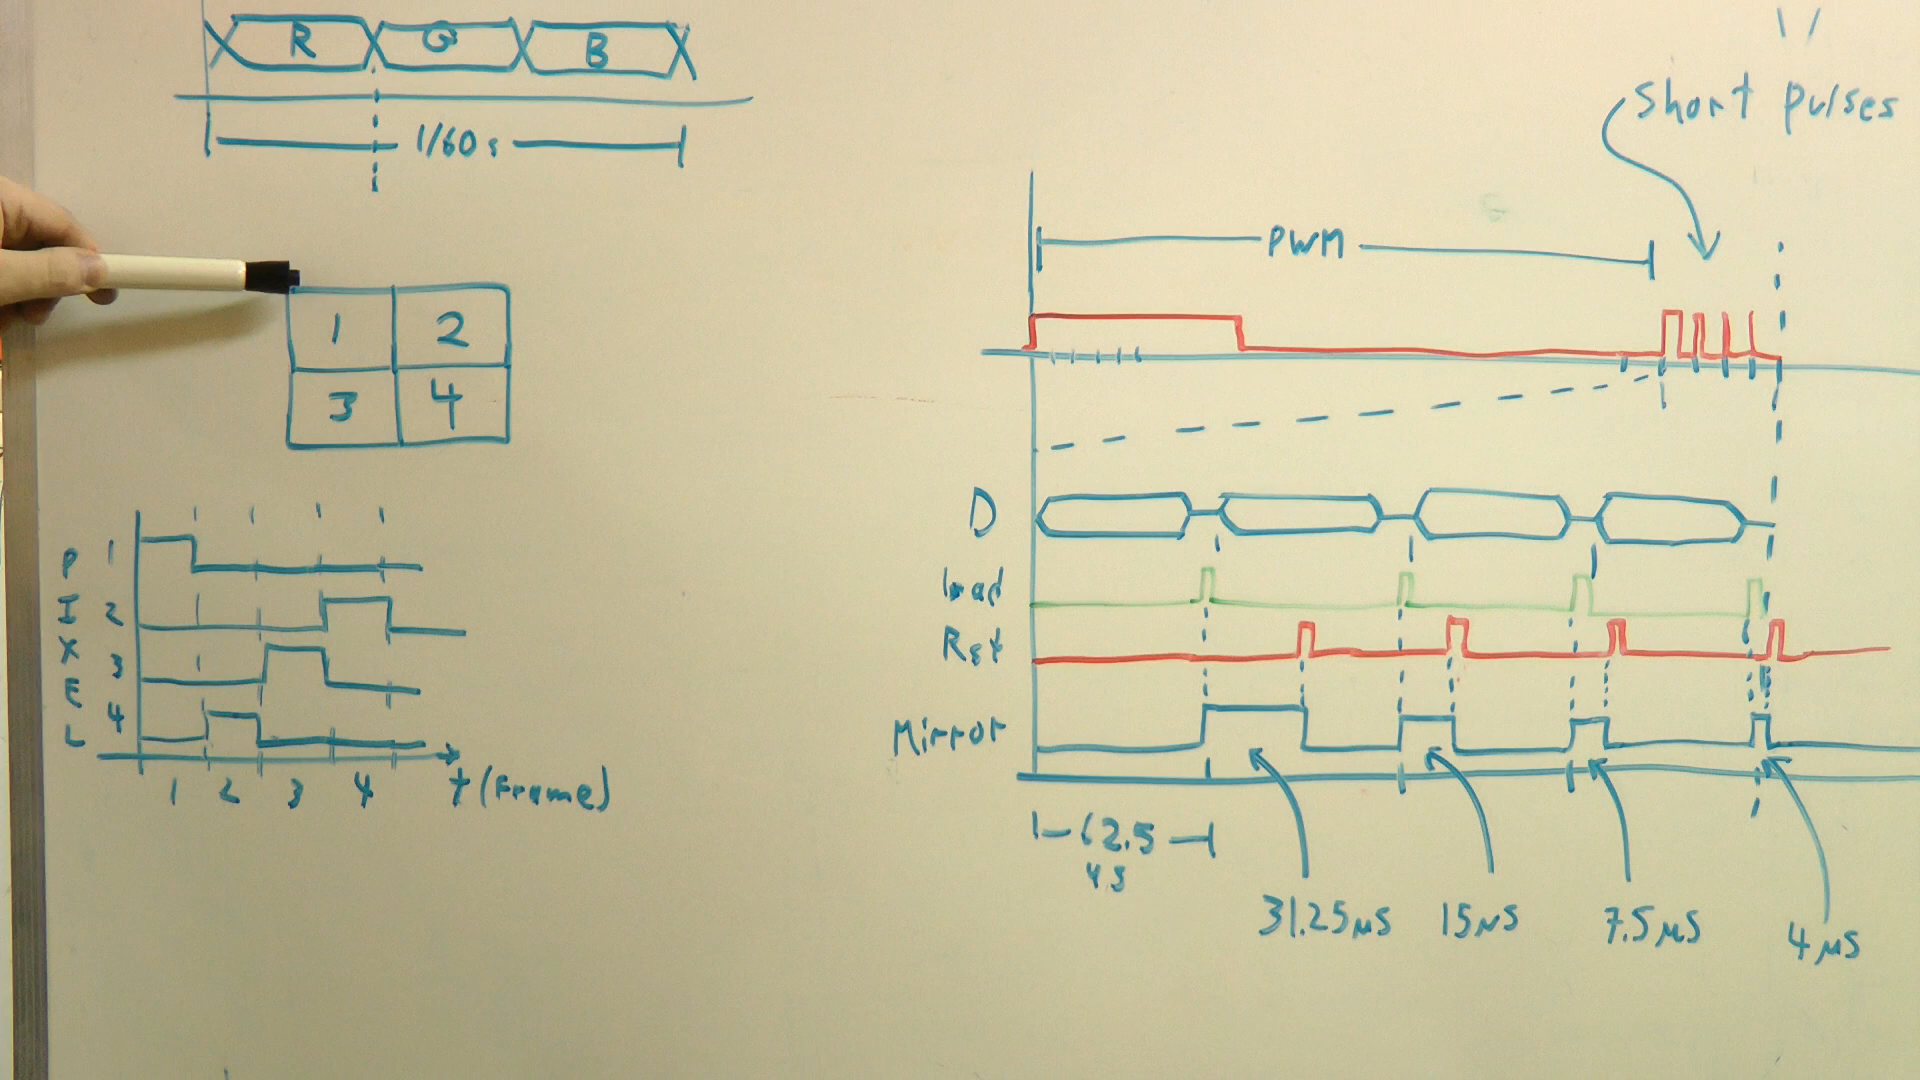 R G B
1/60 s
1 2
3 4
PIXEL
1
2
3
4
1 2 3 4 t (Frame)
short pulses
PWM
D
load
Rst
Mirror
62.5
µs
31.25µs 15µs 7.5µs 4µs